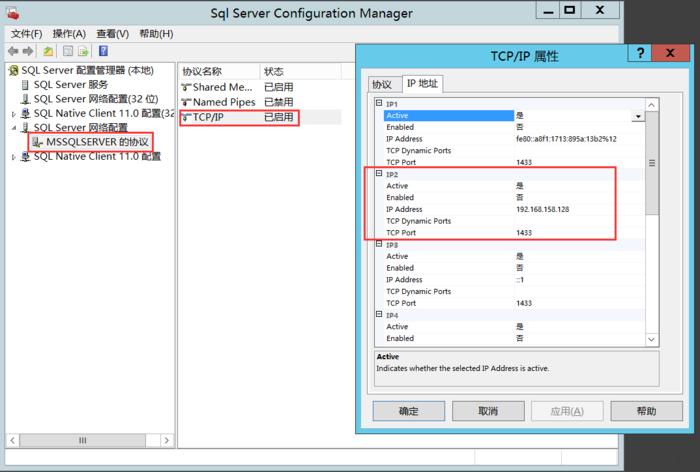 Sql Server Configuration Manager
文件(F) 操作(A) 查看(V) 帮助(H)
SQL Server 配置管理器 (本地)
SQL Server 服务
SQL Server 网络配置(32 位)
SQL Native Client 11.0 配置(32
SQL Server 网络配置
MSSQLSERVER 的协议
SQL Native Client 11.0 配置
协议名称 状态
Shared Me... 已启用
Named Pipes 已禁用
TCP/IP 已启用
TCP/IP 属性
协议 IP 地址
IP1
Active 是
Enabled 否
IP Address fe80::a8f1:1713:895a:13b2%12
TCP Dynamic Ports
TCP Port 1433
IP2
Active 是
Enabled 否
IP Address 192.168.158.128
TCP Dynamic Ports
TCP Port 1433
IP3
Active 是
Enabled 否
IP Address ::1
TCP Dynamic Ports
TCP Port 1433
IP4
Active 是
Enabled 否
Active
Indicates whether the selected IP Address is active.
确定 取消 应用(A) 帮助